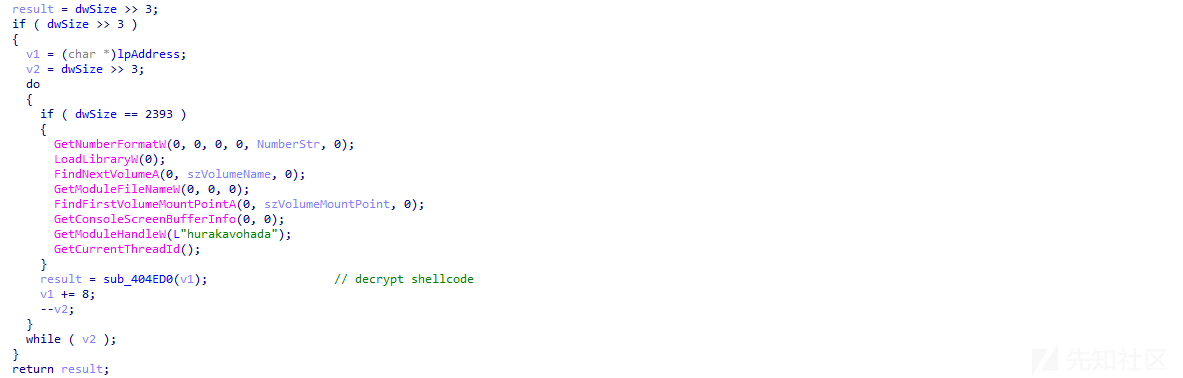 result = dwSize >> 3;
if ( dwSize >> 3 )
{
v1 = (char *)lpAddress;
v2 = dwSize >> 3;
do
{
if ( dwSize == 2393 )
{
GetNumberFormatW(0, 0, 0, 0, NumberStr, 0);
LoadLibraryW(0);
FindNextVolumeA(0, szVolumeName, 0);
GetModuleFileNameW(0, 0, 0);
FindFirstVolumeMountPointA(0, szVolumeMountPoint, 0);
GetConsoleScreenBufferInfo(0, 0);
GetModuleHandleW(L"hurakavohada");
GetCurrentThreadId();
}
result = sub_404ED0(v1); // decrypt shellcode
v1 += 8;
--v2;
}
while ( v2 );
}
return result;
先知社区